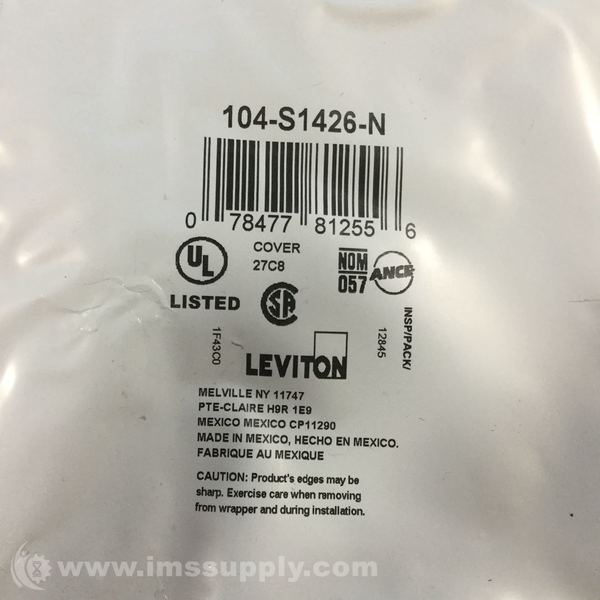 104-S1426-N
0 78477 81255 6
UL
LISTED
COVER
27C8
SA
NOM
057
ANCE
1F43C0
INSP/PACK/
12845
LEVITON
MELVILLE NY 11747
PTE-CLAIRE H9R 1E9
MEXICO MEXICO CP11290
MADE IN MEXICO, HECHO EN MEXICO.
FABRIQUE AU MEXIQUE
CAUTION: Product's edges may be
sharp. Exercise care when removing
from wrapper and during installation.
www.imssupply.com